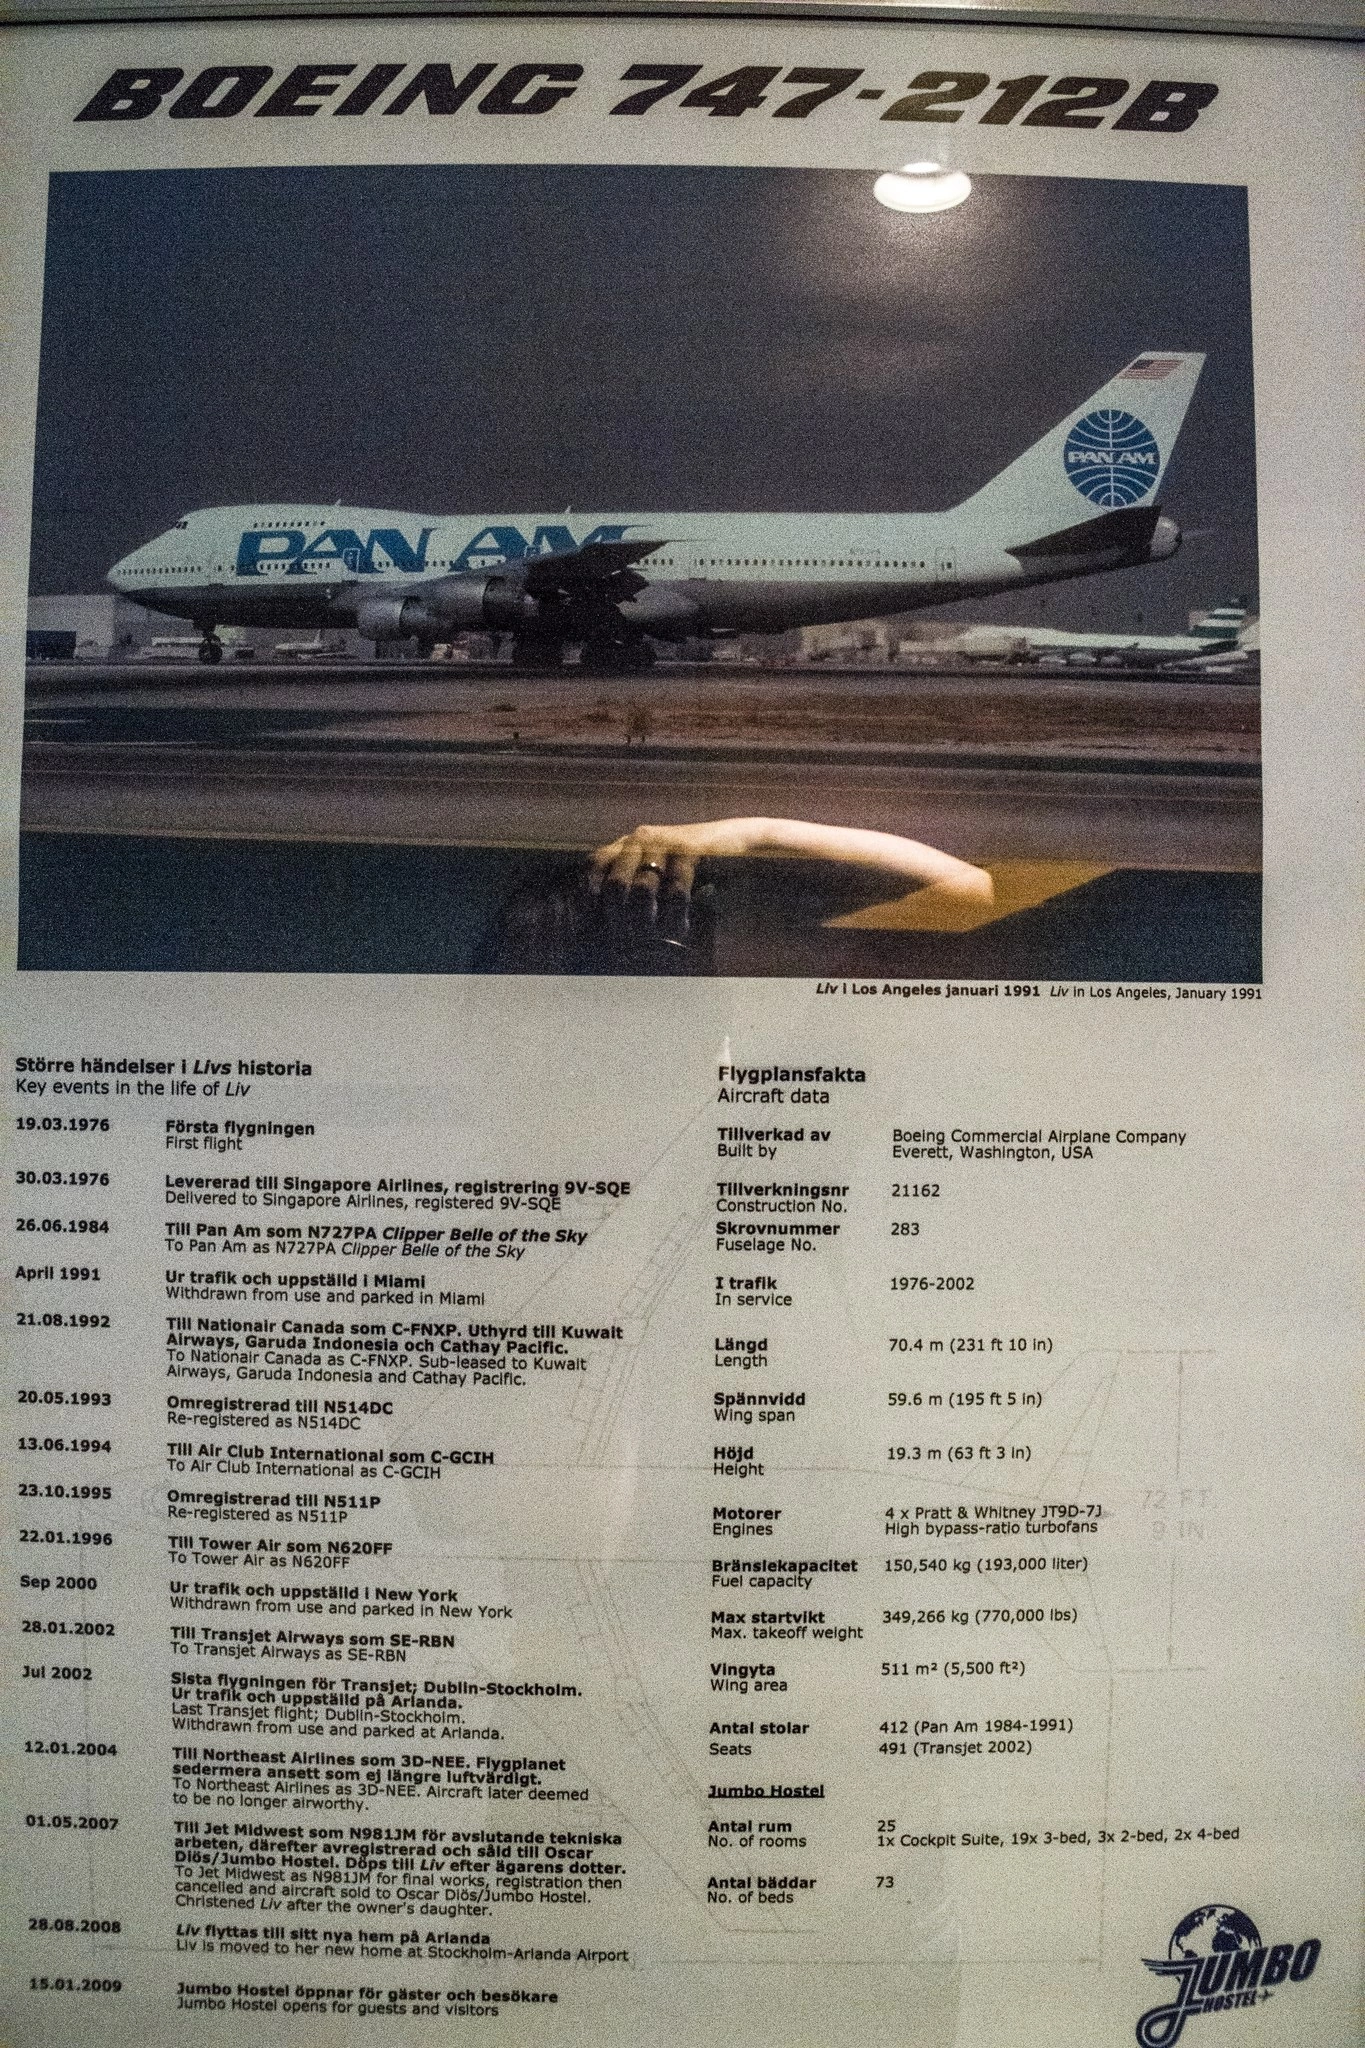 BOEING 747-212B
PAN AM
PAN AM
Liv i Los Angeles januari 1991 Liv in Los Angeles, January 1991
Större händelser i Livs historia
Key events in the life of Liv
19.03.1976 Första flygningen
First flight
30.03.1976 Levererad till Singapore Airlines, registrering 9V-SQE
Delivered to Singapore Airlines, registered 9V-SQE
26.06.1984 Till Pan Am som N727PA Clipper Belle of the Sky
To Pan Am as N727PA Clipper Belle of the Sky
April 1991 Ur trafik och uppställd i Miami
Withdrawn from use and parked in Miami
21.08.1992 Till Nationair Canada som C-FNXP. Uthyrd till Kuwait
Airways, Garuda Indonesia och Cathay Pacific.
To Nationair Canada as C-FNXP. Sub-leased to Kuwait
Airways, Garuda Indonesia and Cathay Pacific.
20.05.1993 Omregistrerad till N514DC
Re-registered as N514DC
13.06.1994 Till Air Club International som C-GCIH
To Air Club International as C-GCIH
23.10.1995 Omregistrerad till N511P
Re-registered as N511P
22.01.1996 Till Tower Air som N620FF
To Tower Air as N620FF
Sep 2000 Ur trafik och uppställd i New York
Withdrawn from use and parked in New York
28.01.2002 Till Transjet Airways som SE-RBN
To Transjet Airways as SE-RBN
Jul 2002 Sista flygningen för Transjet; Dublin-Stockholm.
Ur trafik och uppställd på Arlanda.
Last Transjet flight; Dublin-Stockholm.
Withdrawn from use and parked at Arlanda.
12.01.2004 Till Northeast Airlines som 3D-NEE. Flygplanet
sedermera ansett som ej längre luftvärdigt.
To Northeast Airlines as 3D-NEE. Aircraft later deemed
to be no longer airworthy.
01.05.2007 Till Jet Midwest som N981JM för avslutande tekniska
arbeten, därefter avregistrerad och såld till Oscar
Diös/Jumbo Hostel. Döps till Liv efter ägarens dotter.
To Jet Midwest as N981JM for final works, registration then
cancelled and aircraft sold to Oscar Diös/Jumbo Hostel.
Christened Liv after the owner's daughter.
28.08.2008 Liv flyttas till sitt nya hem på Arlanda
Liv is moved to her new home at Stockholm-Arlanda Airport
15.01.2009 Jumbo Hostel öppnar för gäster och besökare
Jumbo Hostel opens for guests and visitors
Flygplansfakta
Aircraft data
Tillverkad av Boeing Commercial Airplane Company
Built by Everett, Washington, USA
Tillverkningsnr 21162
Construction No.
Skrovnummer 283
Fuselage No.
I trafik 1976-2002
In service
Längd 70.4 m (231 ft 10 in)
Length
Spännvidd 59.6 m (195 ft 5 in)
Wing span
Höjd 19.3 m (63 ft 3 in)
Height
72 FT
Motorer 4 x Pratt & Whitney JT9D-7J
Engines High bypass-ratio turbofans
Bränslekapacitet 150,540 kg (193,000 liter)
Fuel capacity
Max startvikt 349,266 kg (770,000 lbs)
Max. takeoff weight
Vingyta 511 m² (5,500 ft²)
Wing area
Antal stolar 412 (Pan Am 1984-1991)
Seats 491 (Transjet 2002)
Jumbo Hostel
Antal rum 25
No. of rooms 1x Cockpit Suite, 19x 3-bed, 3x 2-bed, 2x 4-bed
Antal bäddar 73
No. of beds
JUMBO
HOSTEL